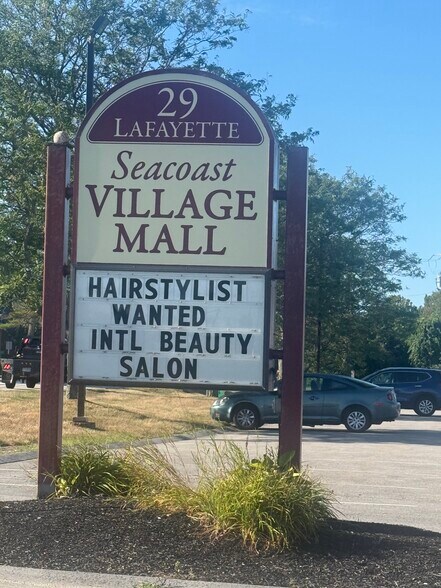 29
LAFAYETTE
Seacoast
VILLAGE
MALL
HAIRSTYLIST
WANTED
INTL BEAUTY
SALON